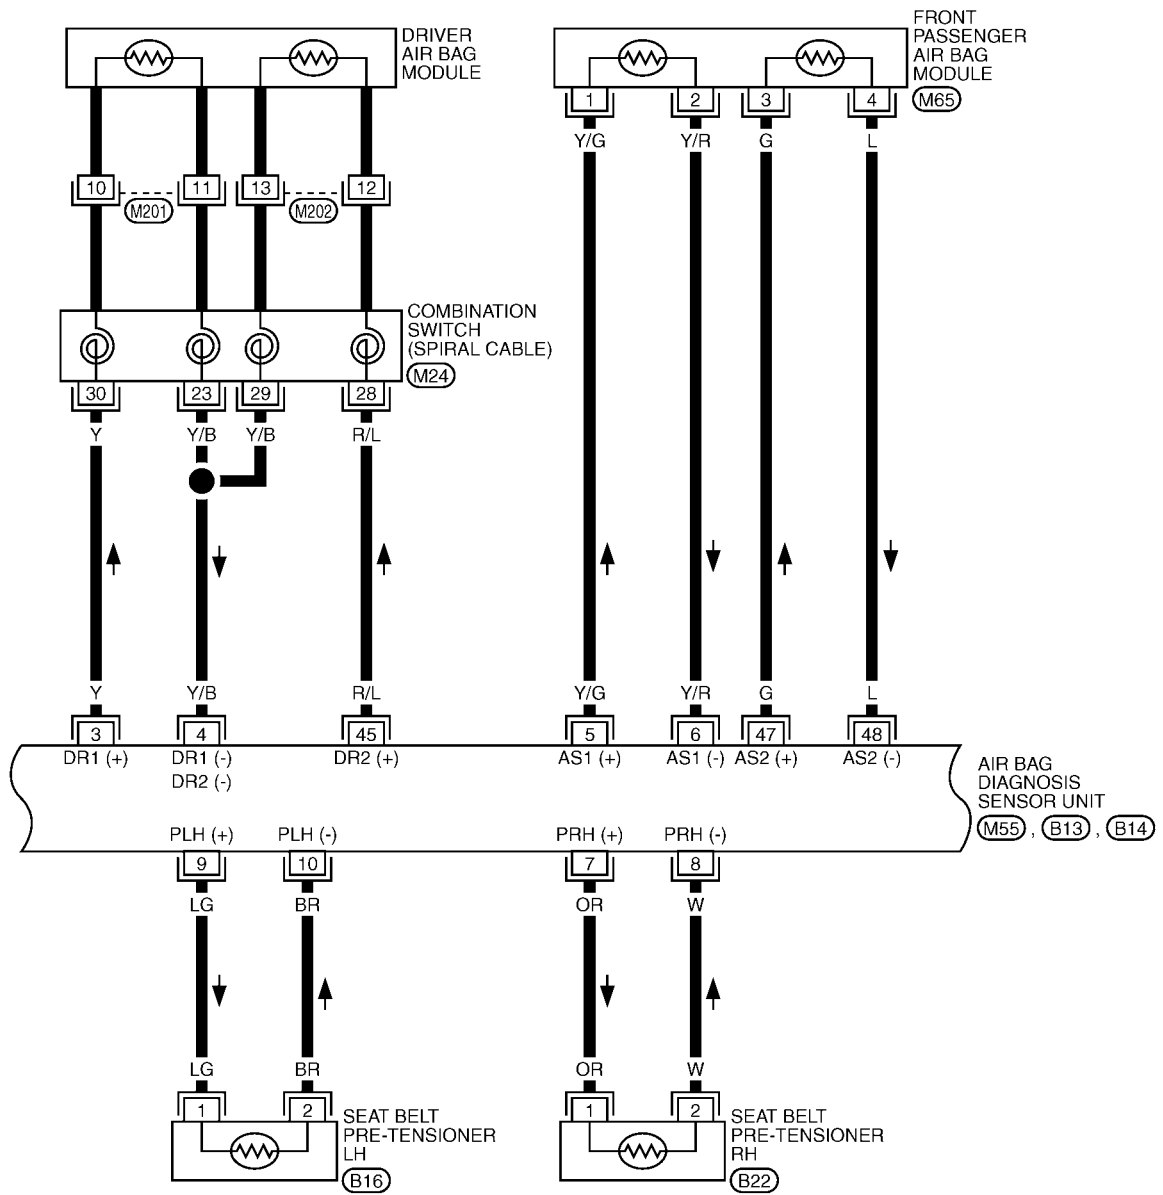 DRIVER
AIR BAG
MODULE
FRONT
PASSENGER
AIR BAG
MODULE
M65
1 2 3 4
Y/G Y/R G L
10 11 13 12
M201 M202
COMBINATION
SWITCH
(SPIRAL CABLE)
M24
30 23 29 28
Y Y/B Y/B R/L
Y Y/B R/L Y/G Y/R G L
3 4 45 5 6 47 48
DR1 (+) DR1 (-) DR2 (+) AS1 (+) AS1 (-) AS2 (+) AS2 (-)
DR2 (-)
AIR BAG
DIAGNOSIS
SENSOR UNIT
M55 , B13 , B14
PLH (+) PLH (-) PRH (+) PRH (-)
9 10 7 8
LG BR OR W
LG BR OR W
1 2 1 2
SEAT BELT
PRE-TENSIONER
LH
B16
SEAT BELT
PRE-TENSIONER
RH
B22